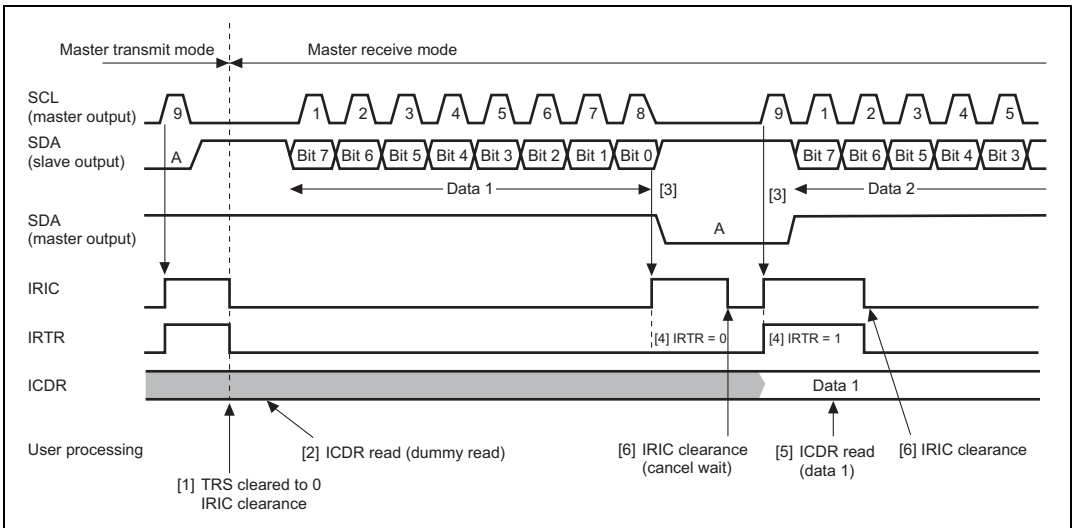 Master transmit mode Master receive mode
SCL
(master output)
9 1 2 3 4 5 6 7 8 9 1 2 3 4 5
SDA
(slave output)
A Bit 7 Bit 6 Bit 5 Bit 4 Bit 3 Bit 2 Bit 1 Bit 0 Bit 7 Bit 6 Bit 5 Bit 4 Bit 3
Data 1 [3] [3] Data 2
SDA
(master output)
A
IRIC
IRTR
[4] IRTR = 0 [4] IRTR = 1
ICDR
Data 1
User processing
[2] ICDR read (dummy read)
[6] IRIC clearance
(cancel wait)
[5] ICDR read
(data 1)
[6] IRIC clearance
[1] TRS cleared to 0
IRIC clearance